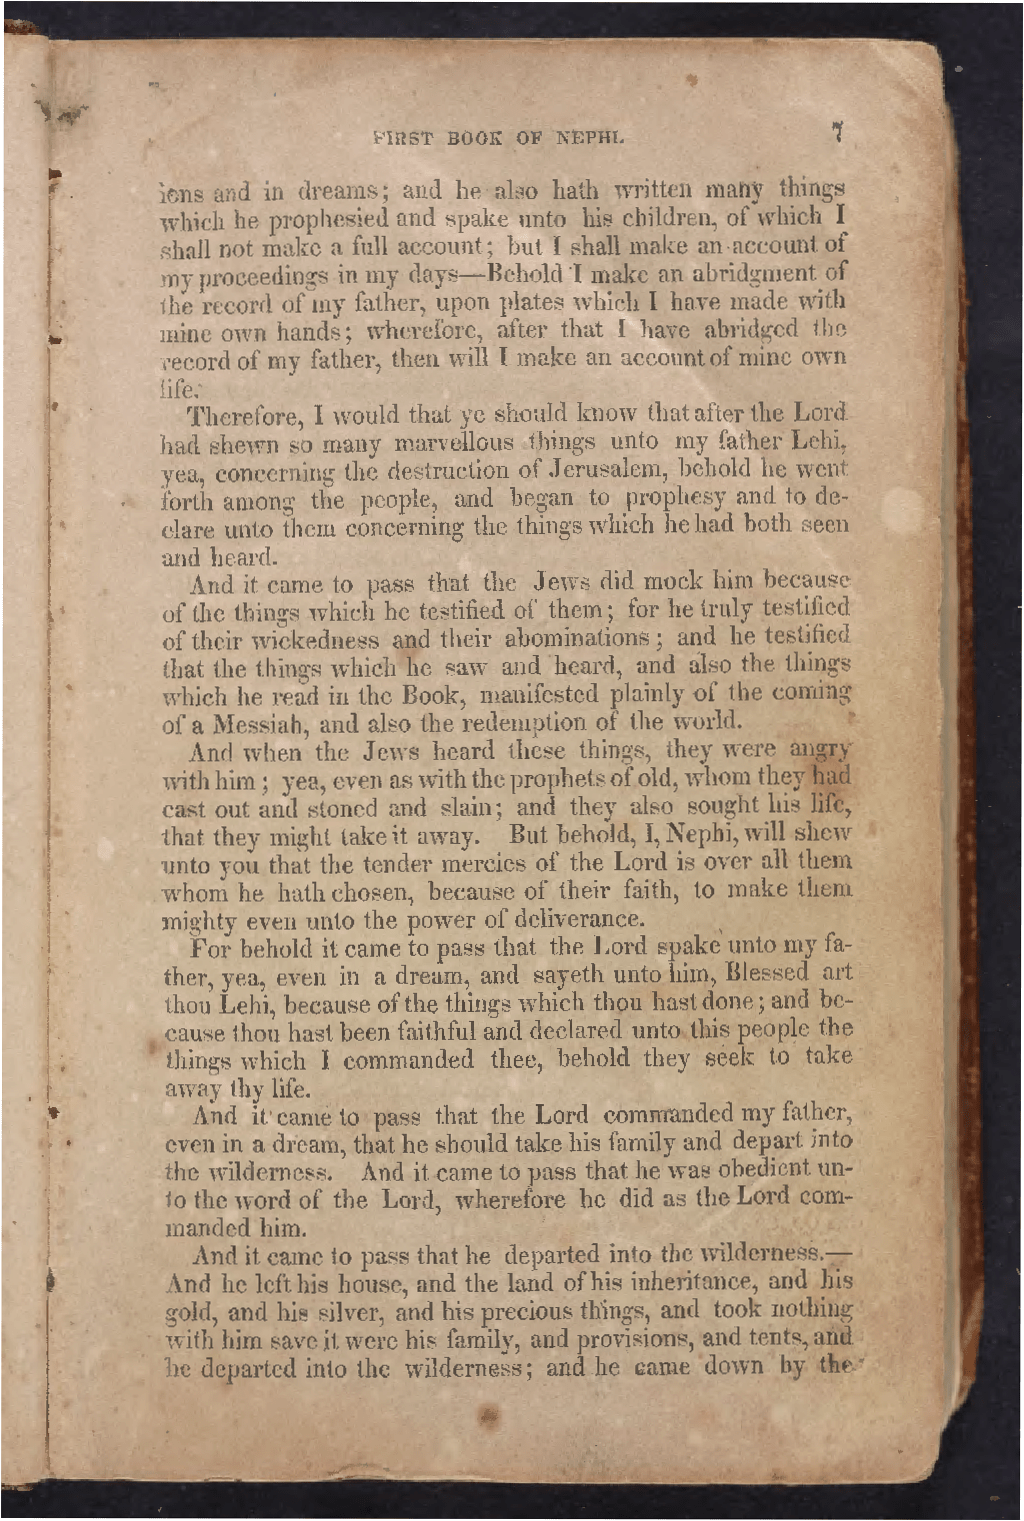 FIRST BOOK OF NEPHI. 7
ions and in dreams; and he also hath written many things
which he prophesied and spake unto his children, of which I
shall not make a full account; but I shall make an account of
my proceedings in my days—Behold I make an abridgment of
the record of my father, upon plates which I have made with
mine own hands; wherefore, after that I have abridged the
record of my father, then will I make an account of mine own
life.
Therefore, I would that ye should know that after the Lord
had shewn so many marvellous things unto my father Lehi,
yea, concerning the destruction of Jerusalem, behold he went
forth among the people, and began to prophesy and to de-
clare unto them concerning the things which he had both seen
and heard.
And it came to pass that the Jews did mock him because
of the things which he testified of them; for he truly testified
of their wickedness and their abominations; and he testified
that the things which he saw and heard, and also the things
which he read in the Book, manifested plainly of the coming
of a Messiah, and also the redemption of the world.
And when the Jews heard these things, they were angry
with him; yea, even as with the prophets of old, whom they had
cast out and stoned and slain; and they also sought his life,
that they might take it away. But behold, I, Nephi, will shew
unto you that the tender mercies of the Lord is over all them
whom he hath chosen, because of their faith, to make them
mighty even unto the power of deliverance.
For behold it came to pass that the Lord spake unto my fa-
ther, yea, even in a dream, and sayeth unto him, Blessed art
thou Lehi, because of the things which thou hast done; and be-
cause thou hast been faithful and declared unto this people the
things which I commanded thee, behold they seek to take
away thy life.
And it came to pass that the Lord commanded my father,
even in a dream, that he should take his family and depart into
the wilderness. And it came to pass that he was obedient un-
to the word of the Lord, wherefore he did as the Lord com-
manded him.
And it came to pass that he departed into the wilderness.—
And he left his house, and the land of his inheritance, and his
gold, and his silver, and his precious things, and took nothing
with him save it were his family, and provisions, and tents, and
he departed into the wilderness; and he came down by the